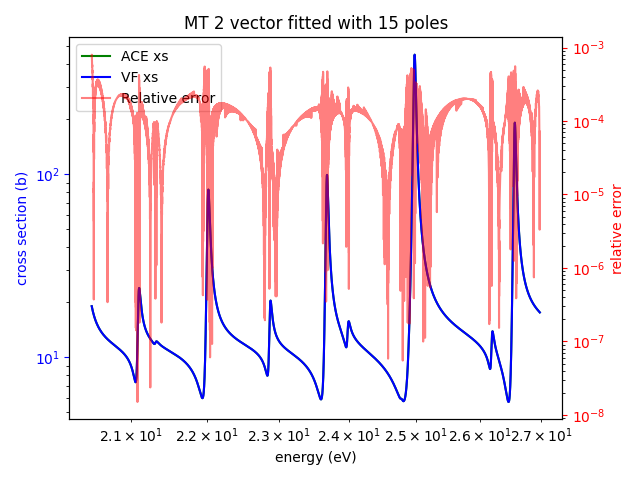 MT 2 vector fitted with 15 poles
ACE xs
VF xs
Relative error
cross section (b)
10²
10¹
10⁻³
10⁻⁴
10⁻⁵
10⁻⁶
10⁻⁷
10⁻⁸
relative error
2.1 × 10¹ 2.2 × 10¹ 2.3 × 10¹ 2.4 × 10¹ 2.5 × 10¹ 2.6 × 10¹ 2.7 × 10¹
energy (eV)